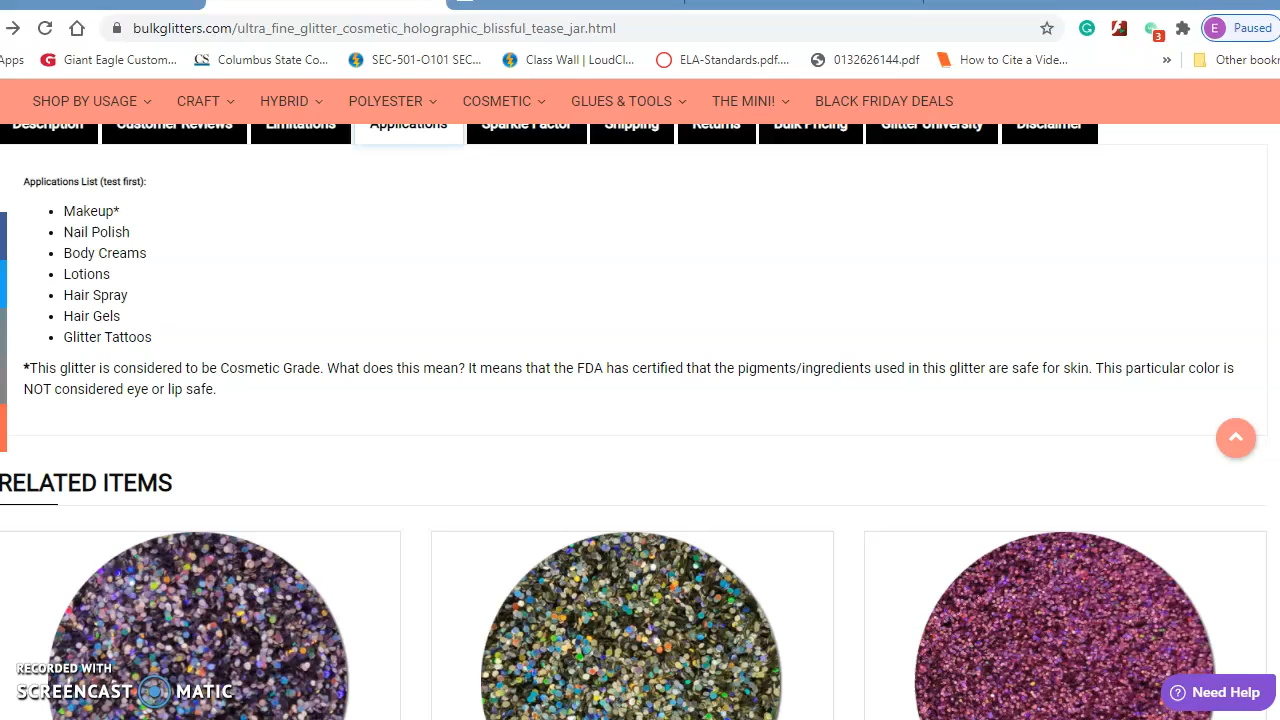 bulkglitters.com/ultra_fine_glitter_cosmetic_holographic_blissful_tease_jar.html
3
E Paused
Apps G Giant Eagle Custom... CS Columbus State Co... SEC-501-O101 SEC... Class Wall | LoudCl... ELA-Standards.pdf.... 0132626144.pdf How to Cite a Vide... » Other bookr
SHOP BY USAGE CRAFT HYBRID POLYESTER COSMETIC GLUES & TOOLS THE MINI! BLACK FRIDAY DEALS
Description Customer Reviews Limitations Applications Sparkle Factor Shipping Returns Bulk Pricing Glitter University Disclaimer
Applications List (test first):
• Makeup*
• Nail Polish
• Body Creams
• Lotions
• Hair Spray
• Hair Gels
• Glitter Tattoos
*This glitter is considered to be Cosmetic Grade. What does this mean? It means that the FDA has certified that the pigments/ingredients used in this glitter are safe for skin. This particular color is
NOT considered eye or lip safe.
RELATED ITEMS
RECORDED WITH
SCREENCAST MATIC
Need Help